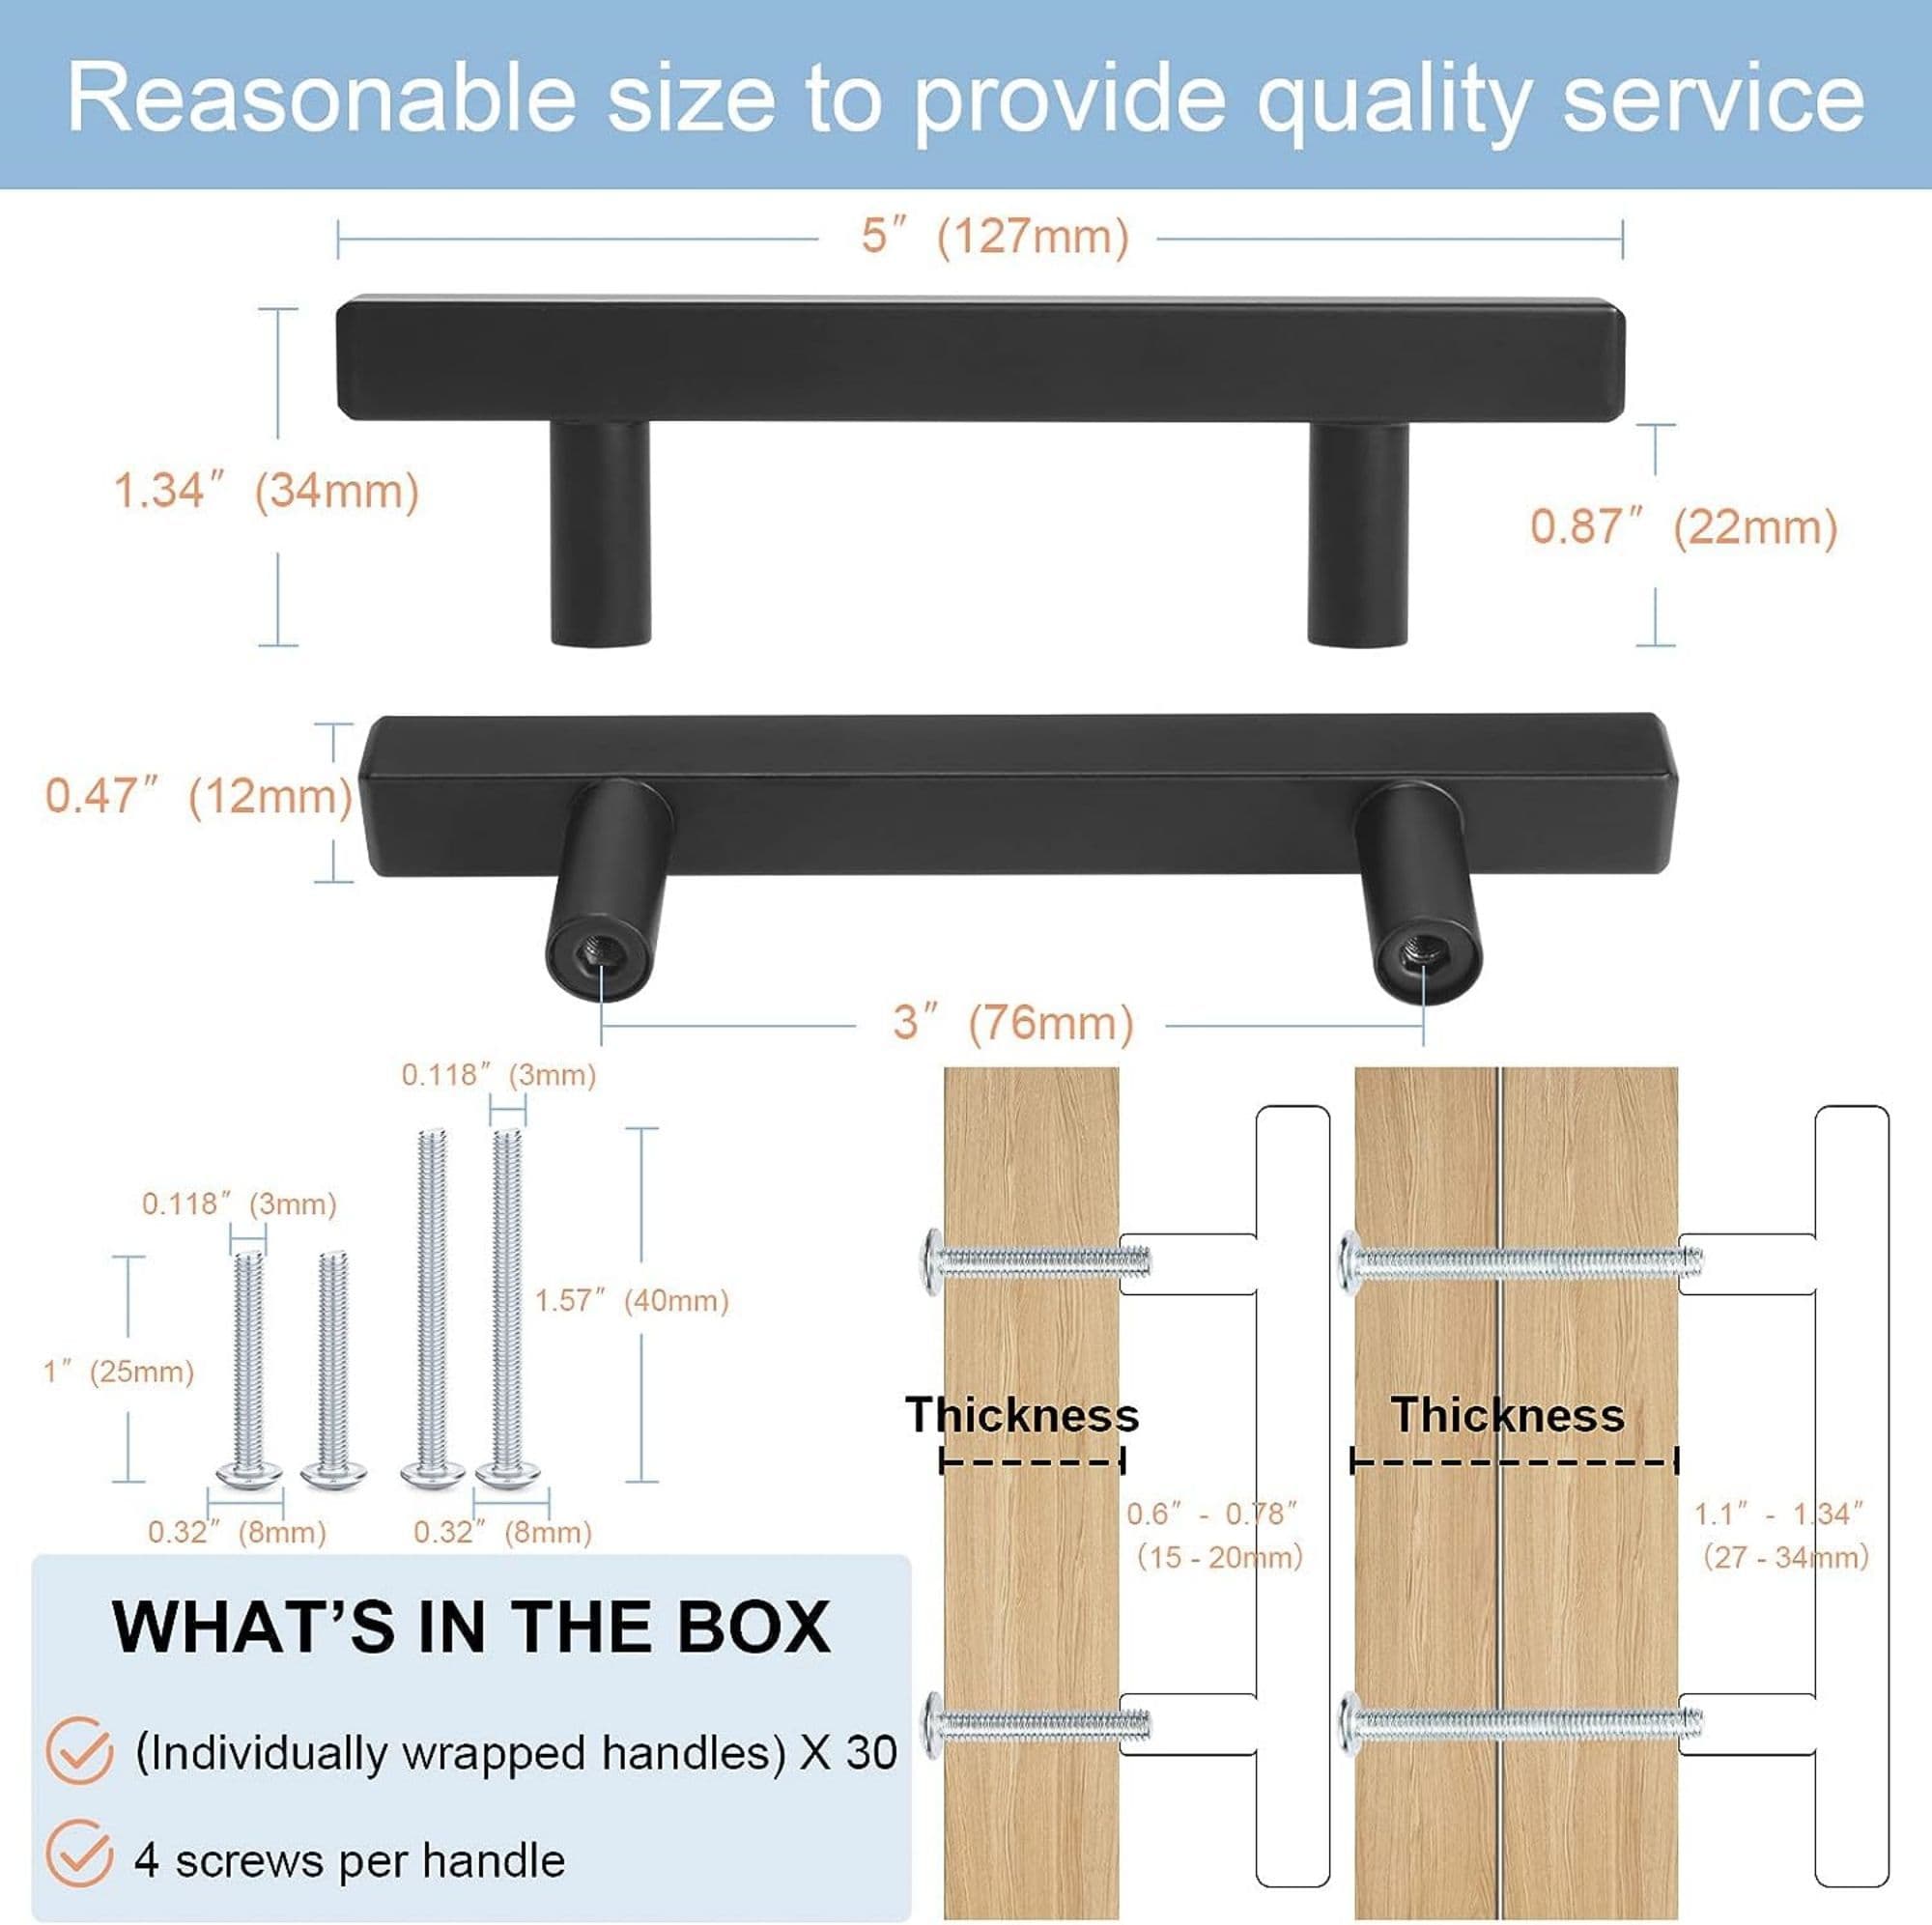 Reasonable size to provide quality service
5″ (127mm)
1.34″ (34mm)
0.87″ (22mm)
0.47″ (12mm)
3″ (76mm)
0.118″ (3mm)
0.118″ (3mm)
1.57″ (40mm)
1″ (25mm)
0.32″ (8mm)
0.32″ (8mm)
Thickness
Thickness
0.6″ - 0.78″
(15 - 20mm)
1.1″ - 1.34″
(27 - 34mm)
WHAT’S IN THE BOX
(Individually wrapped handles) X 30
4 screws per handle